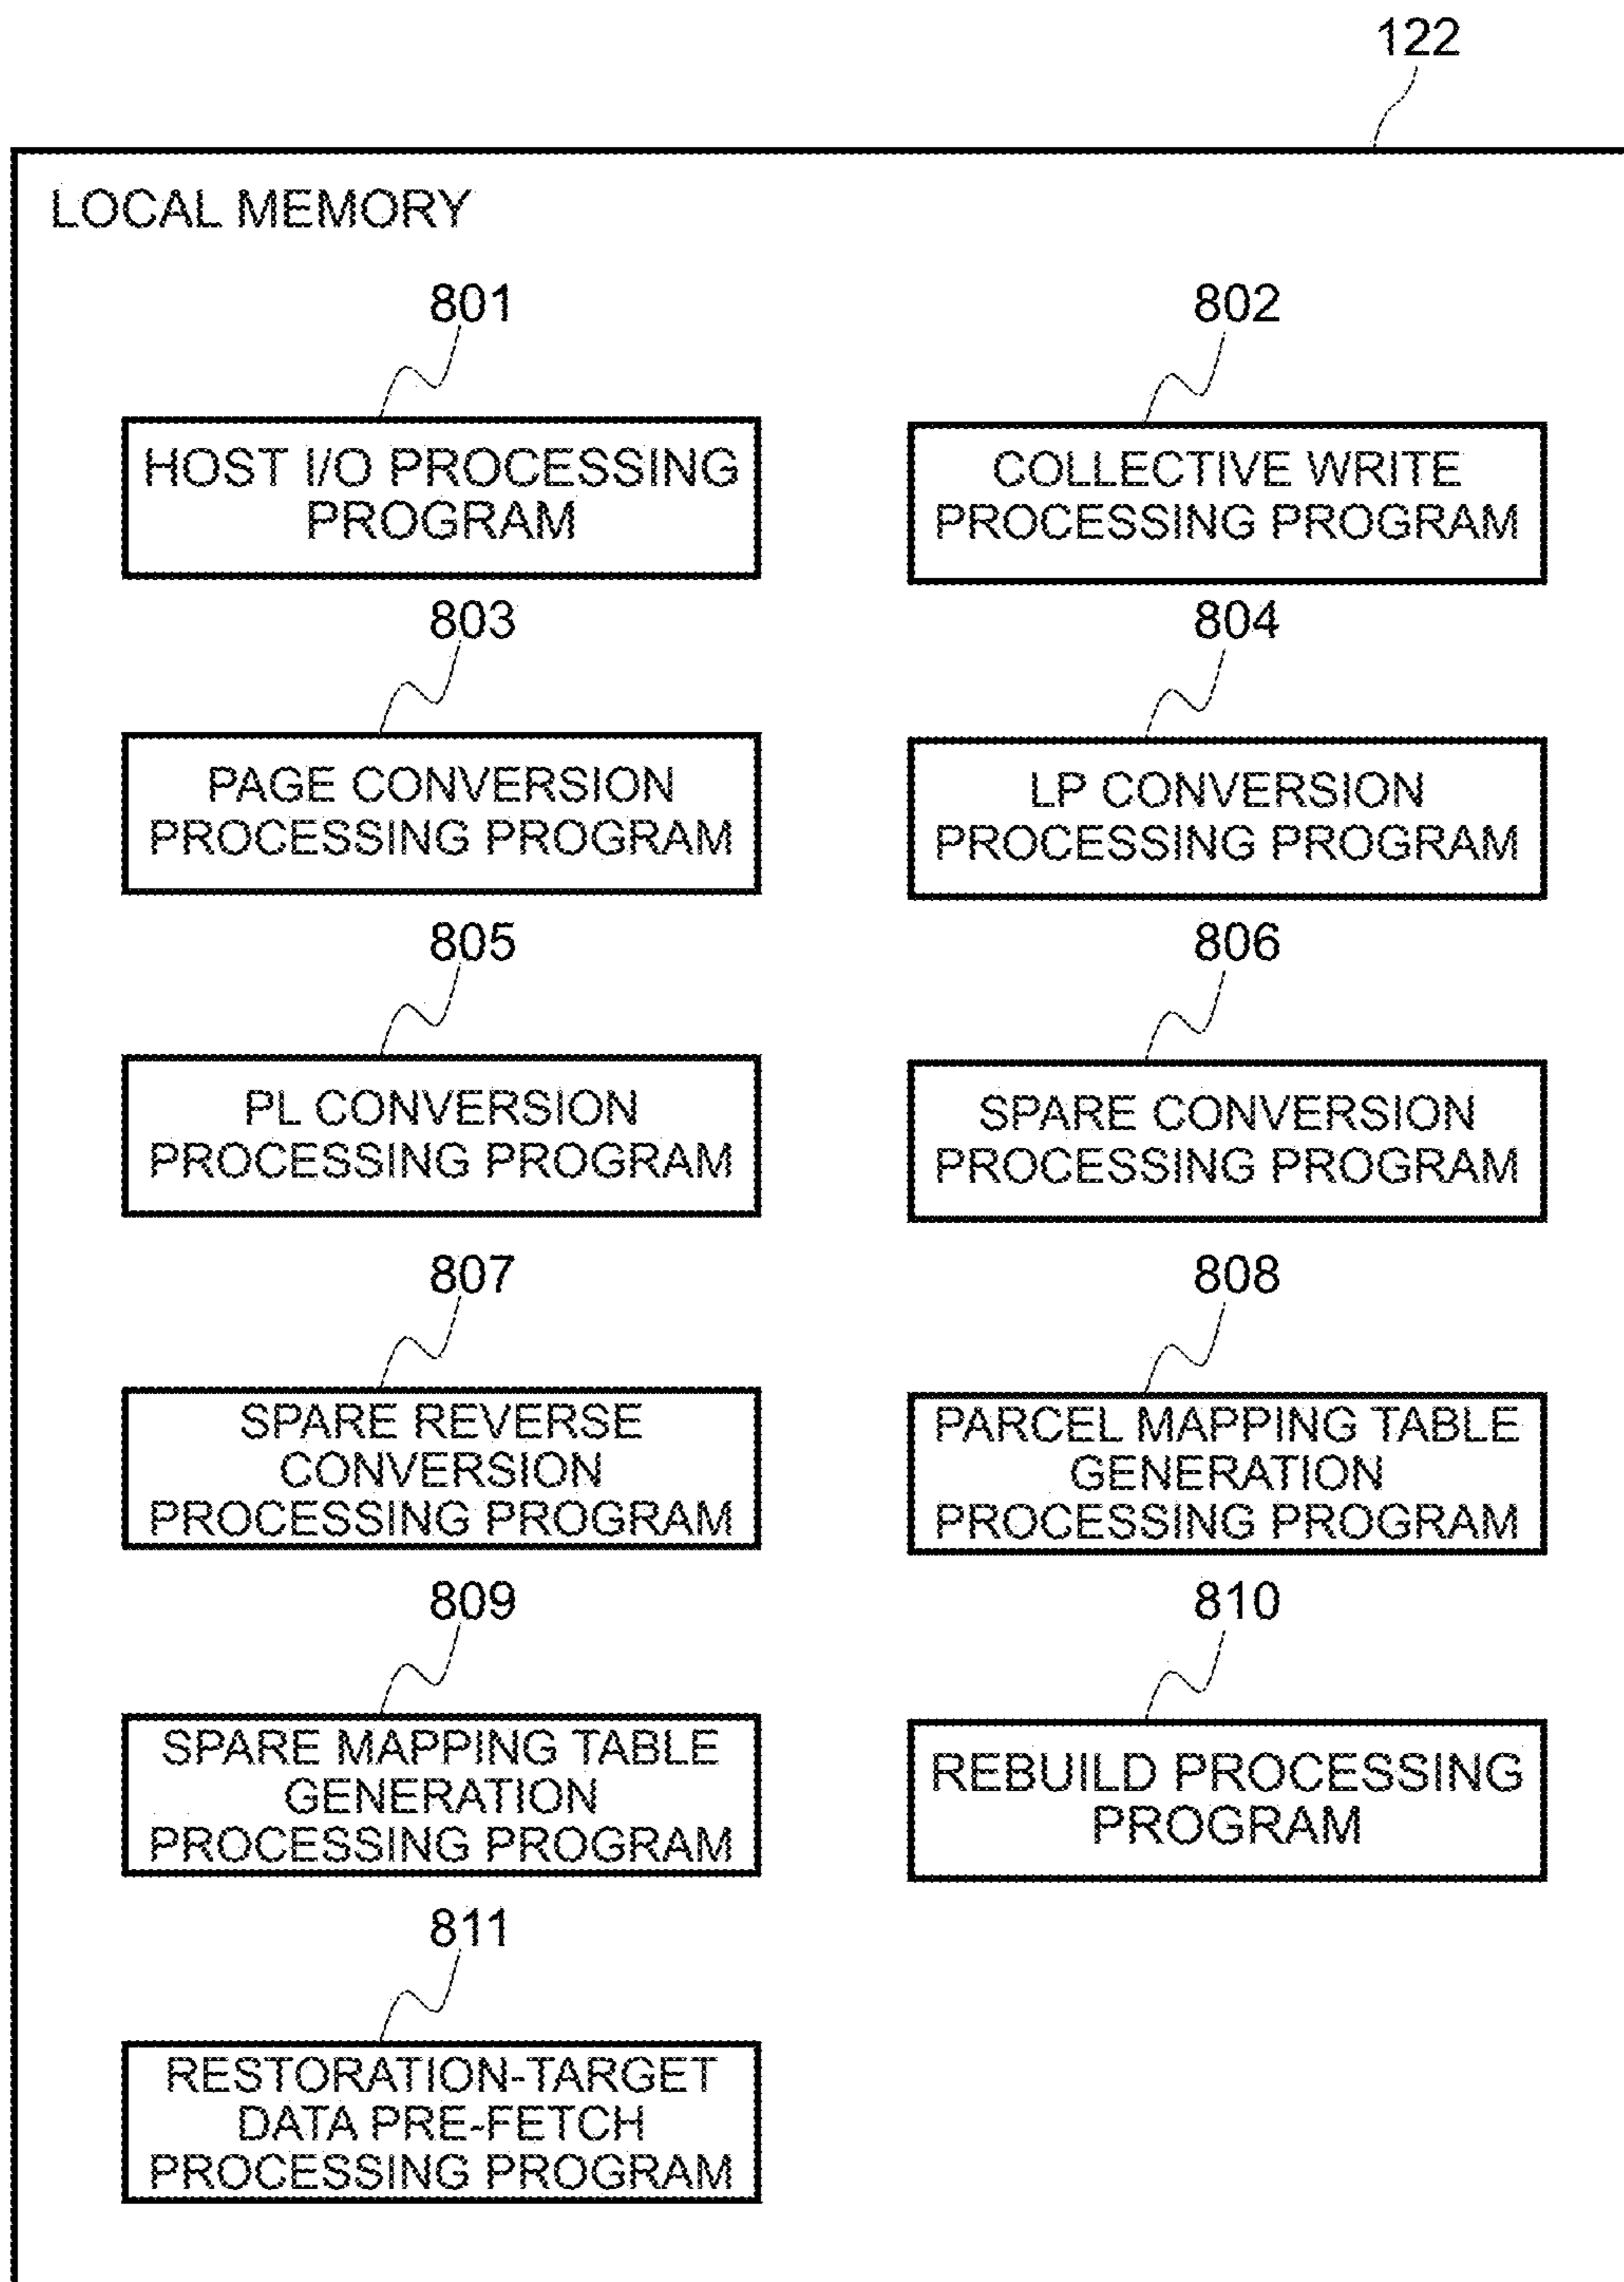 122
LOCAL MEMORY
801
HOST I/O PROCESSING
PROGRAM
802
COLLECTIVE WRITE
PROCESSING PROGRAM
803
PAGE CONVERSION
PROCESSING PROGRAM
804
LP CONVERSION
PROCESSING PROGRAM
805
PL CONVERSION
PROCESSING PROGRAM
806
SPARE CONVERSION
PROCESSING PROGRAM
807
SPARE REVERSE
CONVERSION
PROCESSING PROGRAM
808
PARCEL MAPPING TABLE
GENERATION
PROCESSING PROGRAM
809
SPARE MAPPING TABLE
GENERATION
PROCESSING PROGRAM
810
REBUILD PROCESSING
PROGRAM
811
RESTORATION-TARGET
DATA PRE-FETCH
PROCESSING PROGRAM